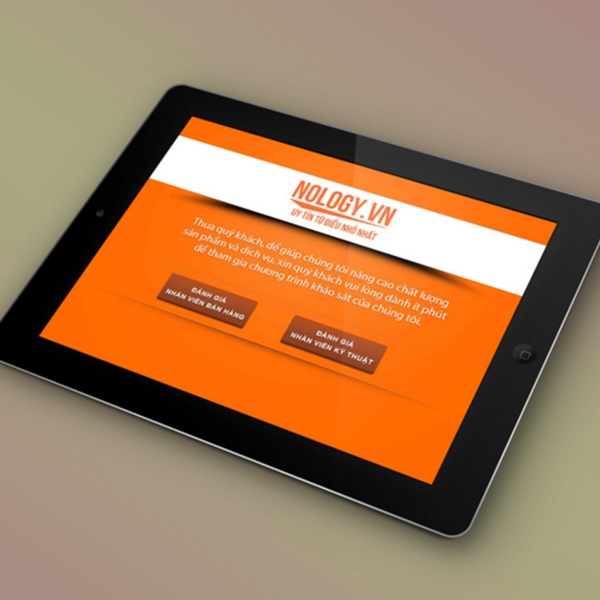 NOLOGY.VN
UY TÍN TỪ ĐIỀU NHỎ NHẤT
Thưa quý khách, để giúp chúng tôi nâng cao chất lượng
sản phẩm và dịch vụ, xin quý khách vui lòng dành ít phút
để tham gia chương trình khảo sát của chúng tôi.
ĐÁNH GIÁ
NHÂN VIÊN BÁN HÀNG
ĐÁNH GIÁ
NHÂN VIÊN KỸ THUẬT